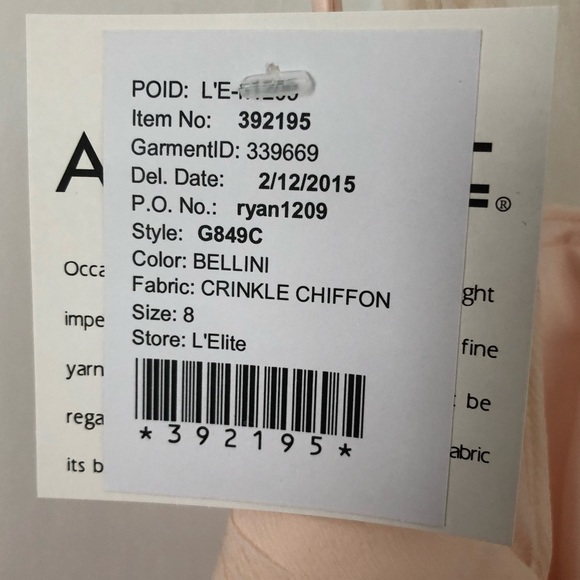 POID: L'E-
Item No: 392195
GarmentID: 339669
Del. Date: 2/12/2015
P.O. No.: ryan1209
Style: G849C
Color: BELLINI
Fabric: CRINKLE CHIFFON
Size: 8
Store: L'Elite
*392195*
A E®
Occa ght
impe fine
yarn be
rega abric
its b